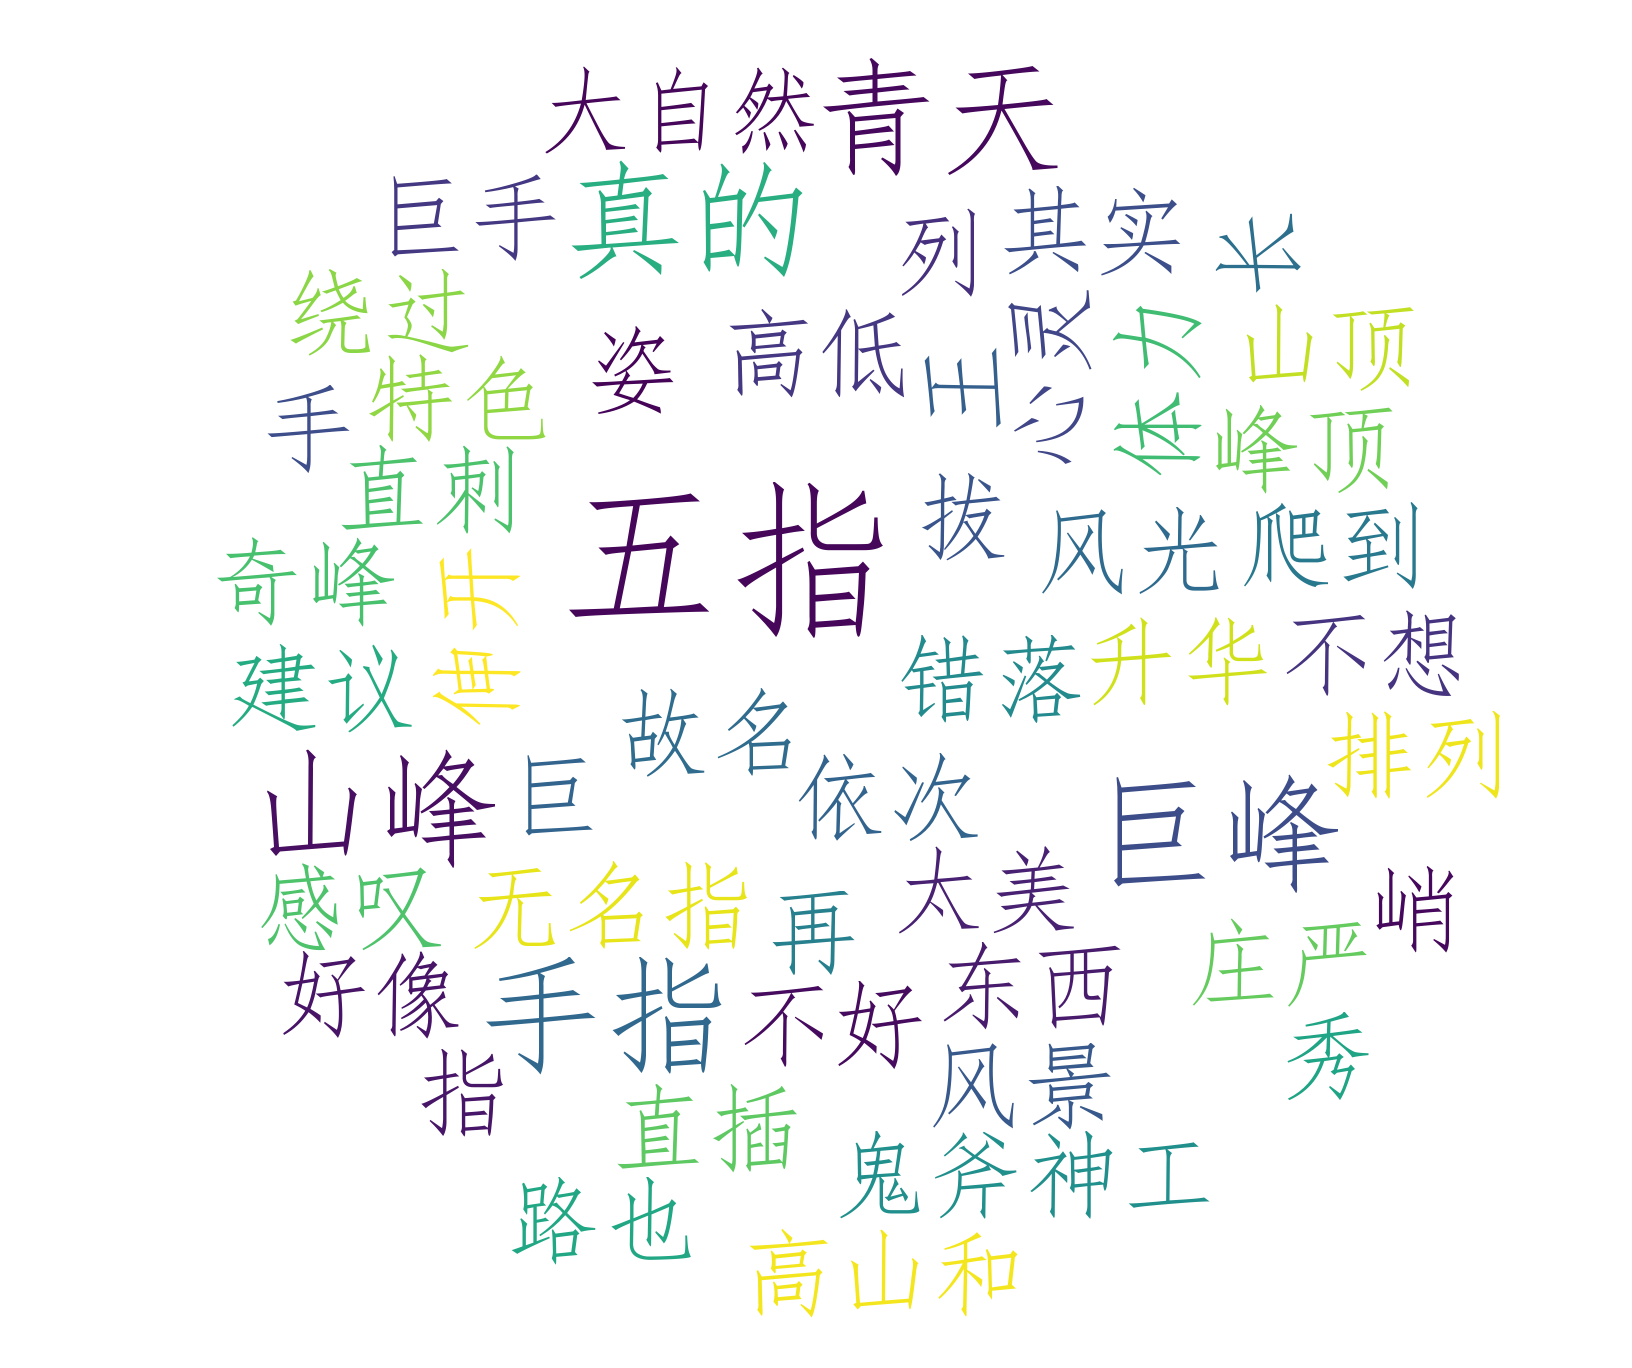 大自然
青天
巨手
真的
列
其实
长
绕过
姿
高低
王
心灵
体力
山顶
手
特色
峰顶
直刺
五指
拔
风光
爬到
奇峰
伸开
建议
错落
升华
不想
故名
排列
山峰
巨
依次
巨峰
感叹
无名指
再
太美
峭
好像
手指
不好
东西
庄严
指
风景
秀
直插
鬼斧神工
路也
高山和